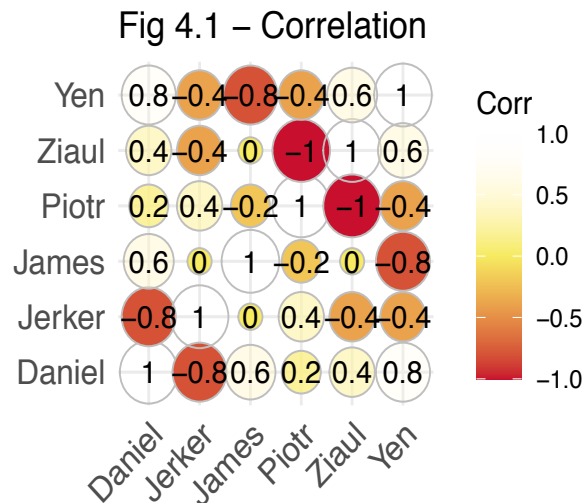 Fig 4.1 – Correlation
Yen 0.8 −0.4 −0.8 −0.4 0.6 1
Ziaul 0.4 −0.4 0 −1 1 0.6
Piotr 0.2 0.4 −0.2 1 −1 −0.4
James 0.6 0 1 −0.2 0 −0.8
Jerker −0.8 1 0 0.4 −0.4 −0.4
Daniel 1 −0.8 0.6 0.2 0.4 0.8
Daniel Jerker James Piotr Ziaul Yen
Corr
1.0
0.5
0.0
−0.5
−1.0